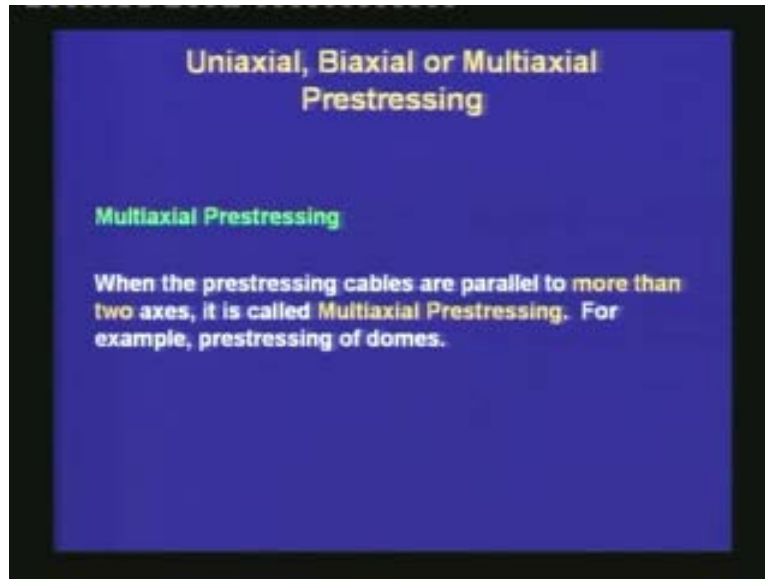 Uniaxial, Biaxial or Multiaxial
Prestressing
Multiaxial Prestressing
When the prestressing cables are parallel to more than
two axes, it is called Multiaxial Prestressing. For
example, prestressing of domes.